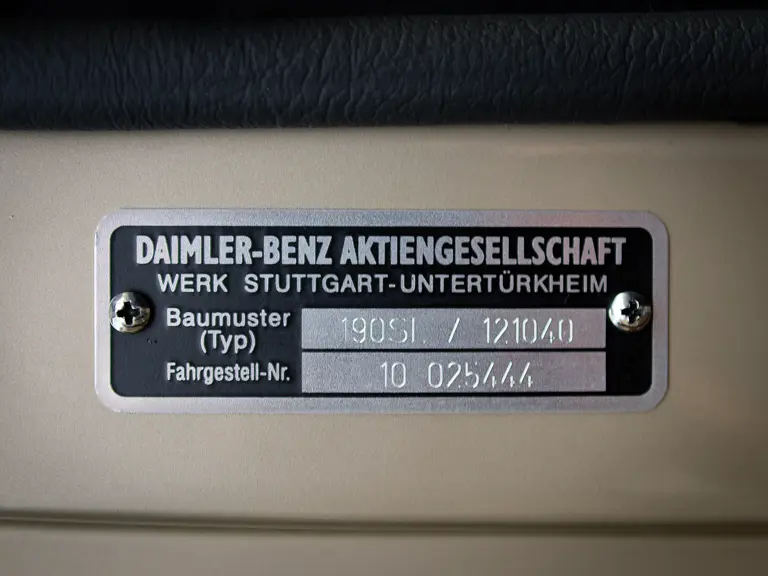 DAIMLER-BENZ AKTIENGESELLSCHAFT
WERK STUTTGART-UNTERTÜRKHEIM
Baumuster 190SL / 121040
(Typ)
Fahrgestell-Nr. 10 025444